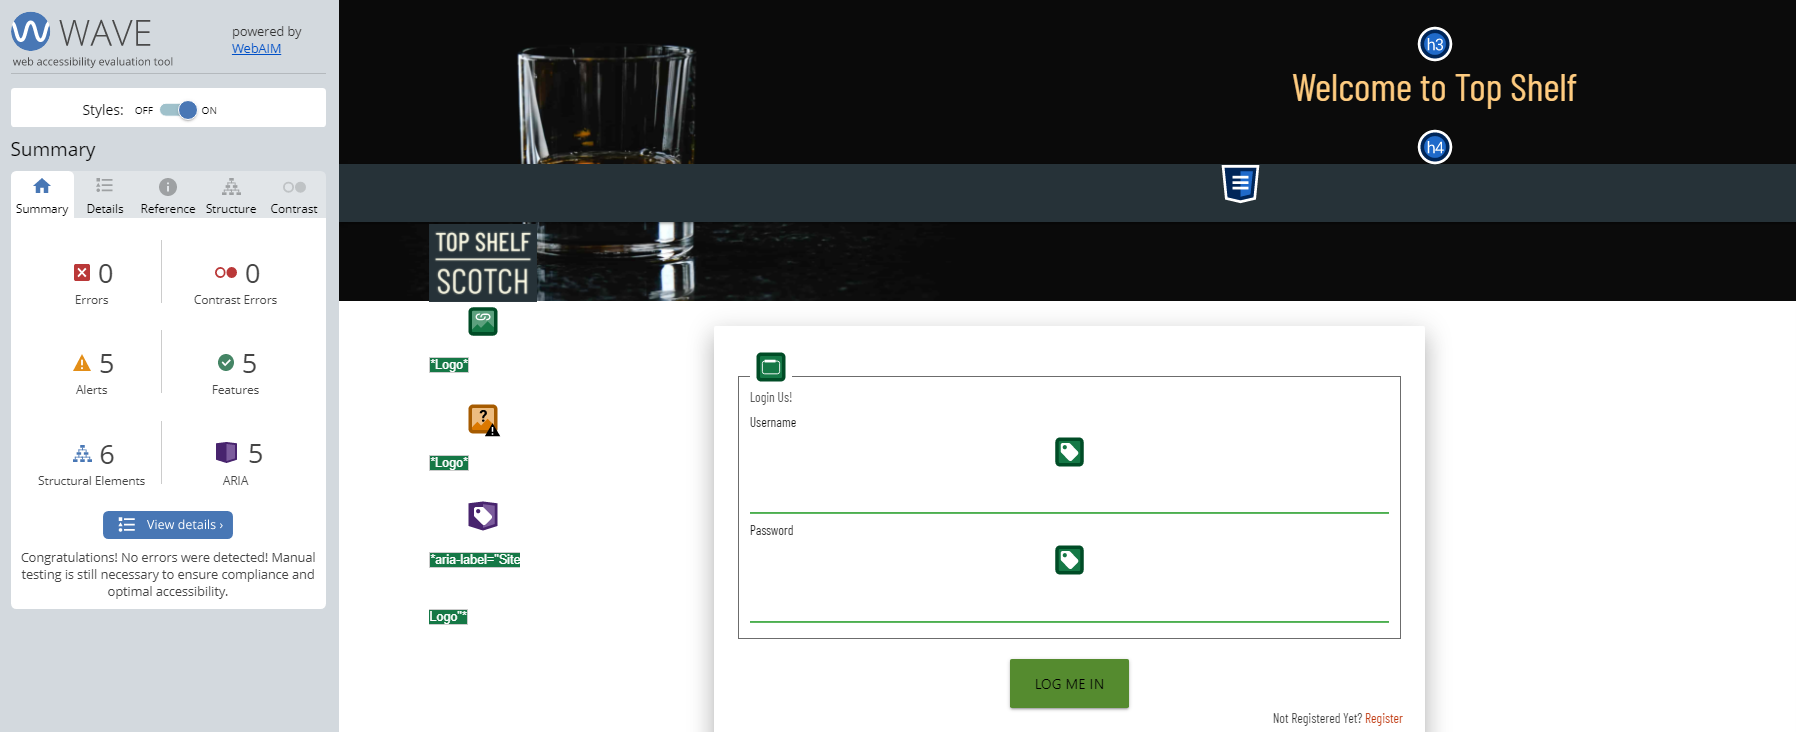 WAVE
web accessibility evaluation tool
powered by
WebAIM
Styles: OFF ON
Summary
Summary Details Reference Structure Contrast
0
Errors
0
Contrast Errors
5
Alerts
5
Features
6
Structural Elements
5
ARIA
View details ›
Congratulations! No errors were detected! Manual
testing is still necessary to ensure compliance and
optimal accessibility.
h3
Welcome to Top Shelf
h4
TOP SHELF
SCOTCH
*Logo*
?
*Logo*
*aria-label="Site
Logo"*
Login Us!
Username
Password
LOG ME IN
Not Registered Yet? Register